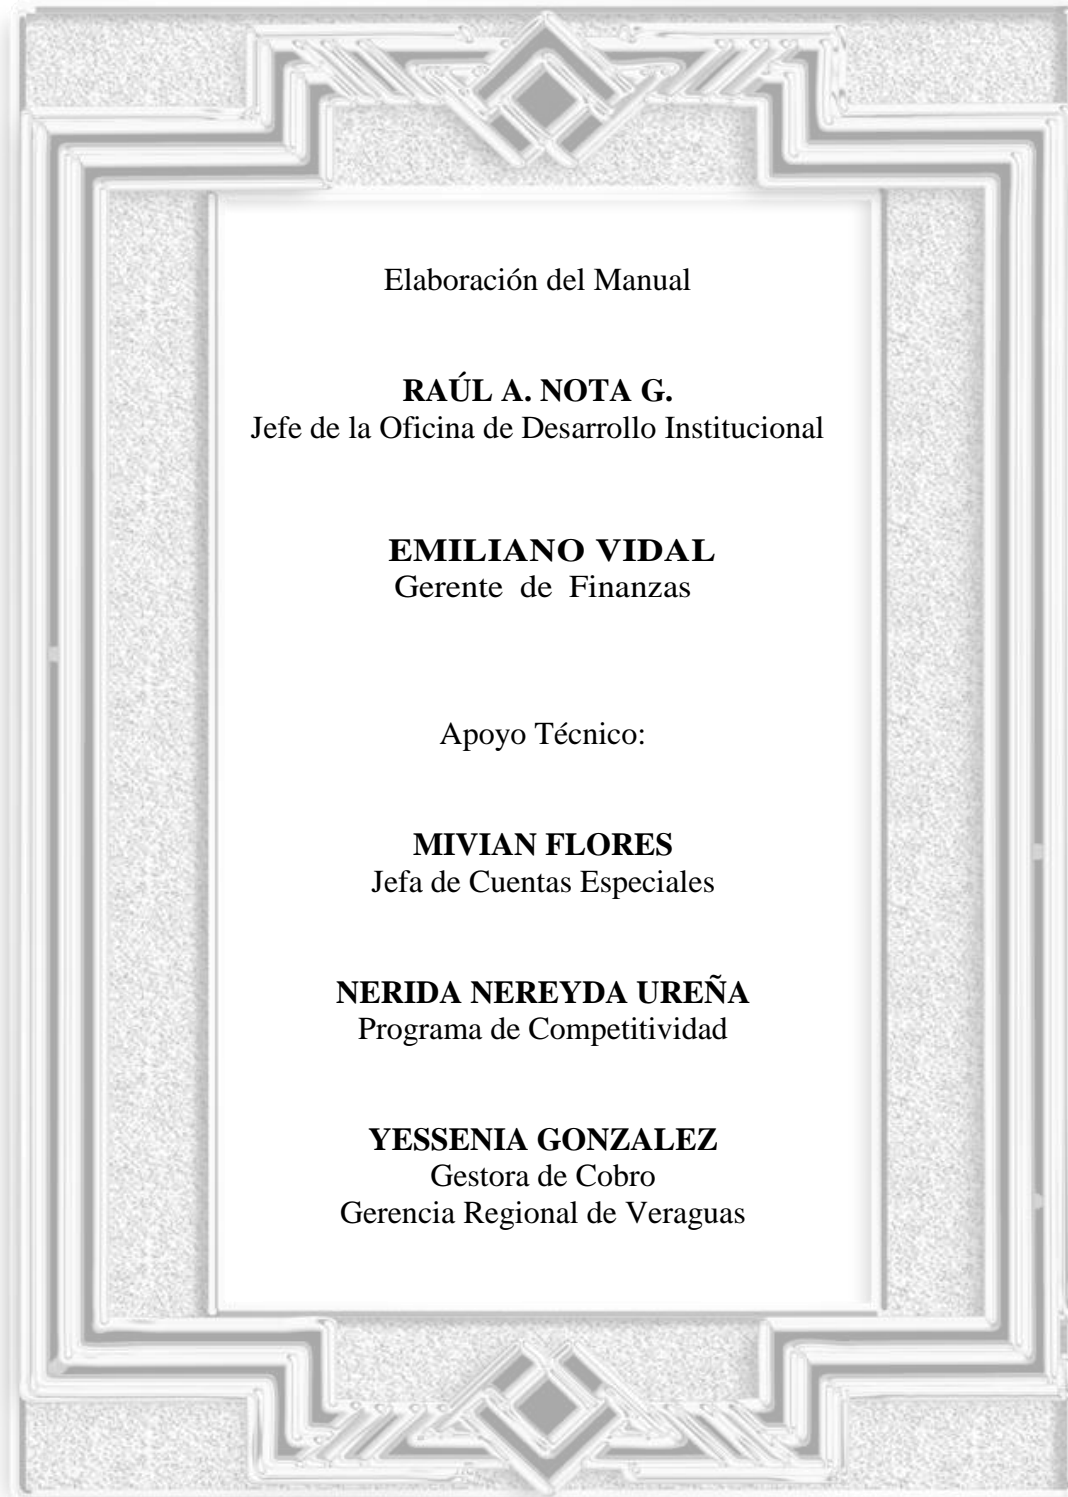 Elaboración del Manual
RAÚL A. NOTA G.
Jefe de la Oficina de Desarrollo Institucional
EMILIANO VIDAL
Gerente de Finanzas
Apoyo Técnico:
MIVIAN FLORES
Jefa de Cuentas Especiales
NERIDA NEREYDA UREÑA
Programa de Competitividad
YESSENIA GONZALEZ
Gestora de Cobro
Gerencia Regional de Veraguas